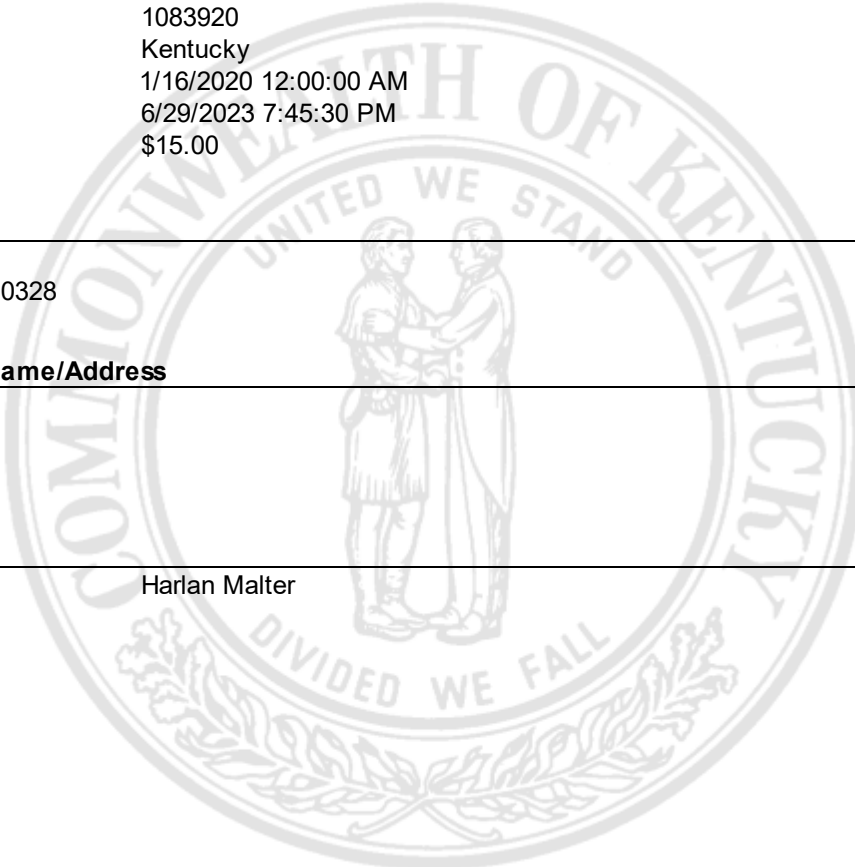 1083920
Kentucky
1/16/2020 12:00:00 AM
6/29/2023 7:45:30 PM
$15.00
COMMONWEALTH OF KENTUCKY
UNITED WE STAND
0328
ame/Address
Harlan Malter
DIVIDED WE FALL